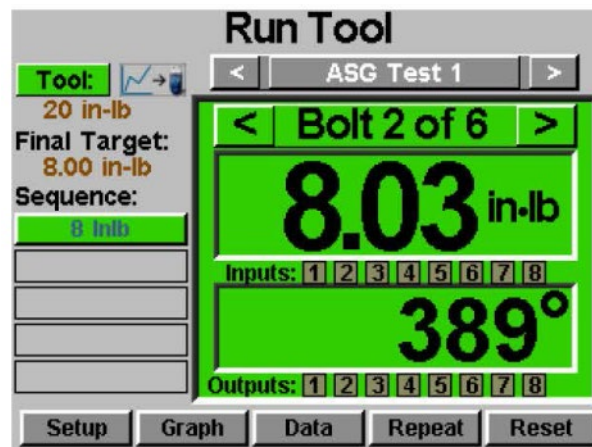 Run Tool
Tool:
20 in-lb
Final Target:
8.00 in-lb
Sequence:
8 Inlb
< ASG Test 1 >
< Bolt 2 of 6 >
8.03 in•lb
Inputs: 1 2 3 4 5 6 7 8
389°
Outputs: 1 2 3 4 5 6 7 8
Setup Graph Data Repeat Reset